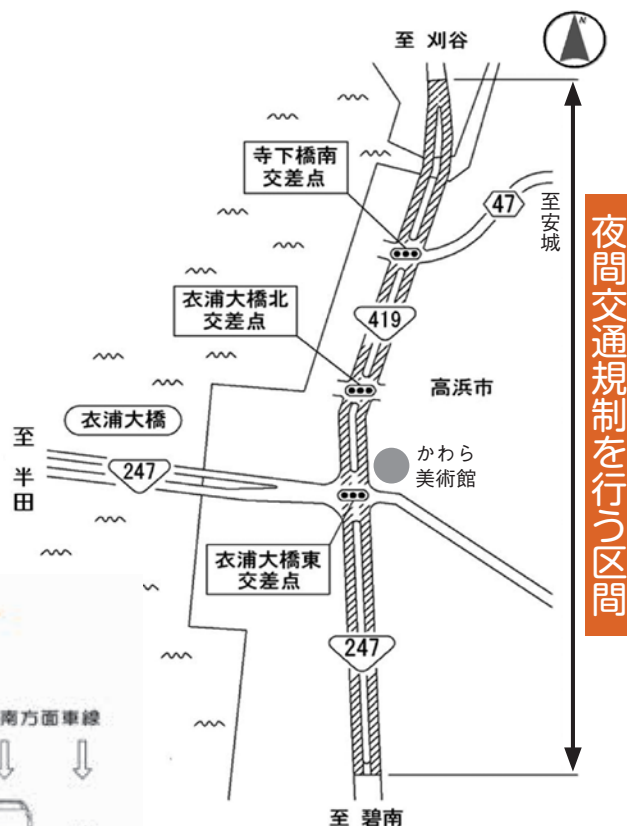 至 刈谷
寺下橋南
交差点
47
至安城
衣浦大橋北
交差点
419
高浜市
衣浦大橋
至 半田
247
かわら
美術館
衣浦大橋東
交差点
247
南方面車線
至 碧南
夜間交通規制を行う区間